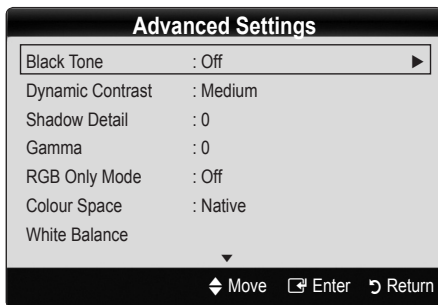 Advanced Settings
Black Tone : Off ►
Dynamic Contrast : Medium
Shadow Detail : 0
Gamma : 0
RGB Only Mode : Off
Colour Space : Native
White Balance
▼
Move Enter Return